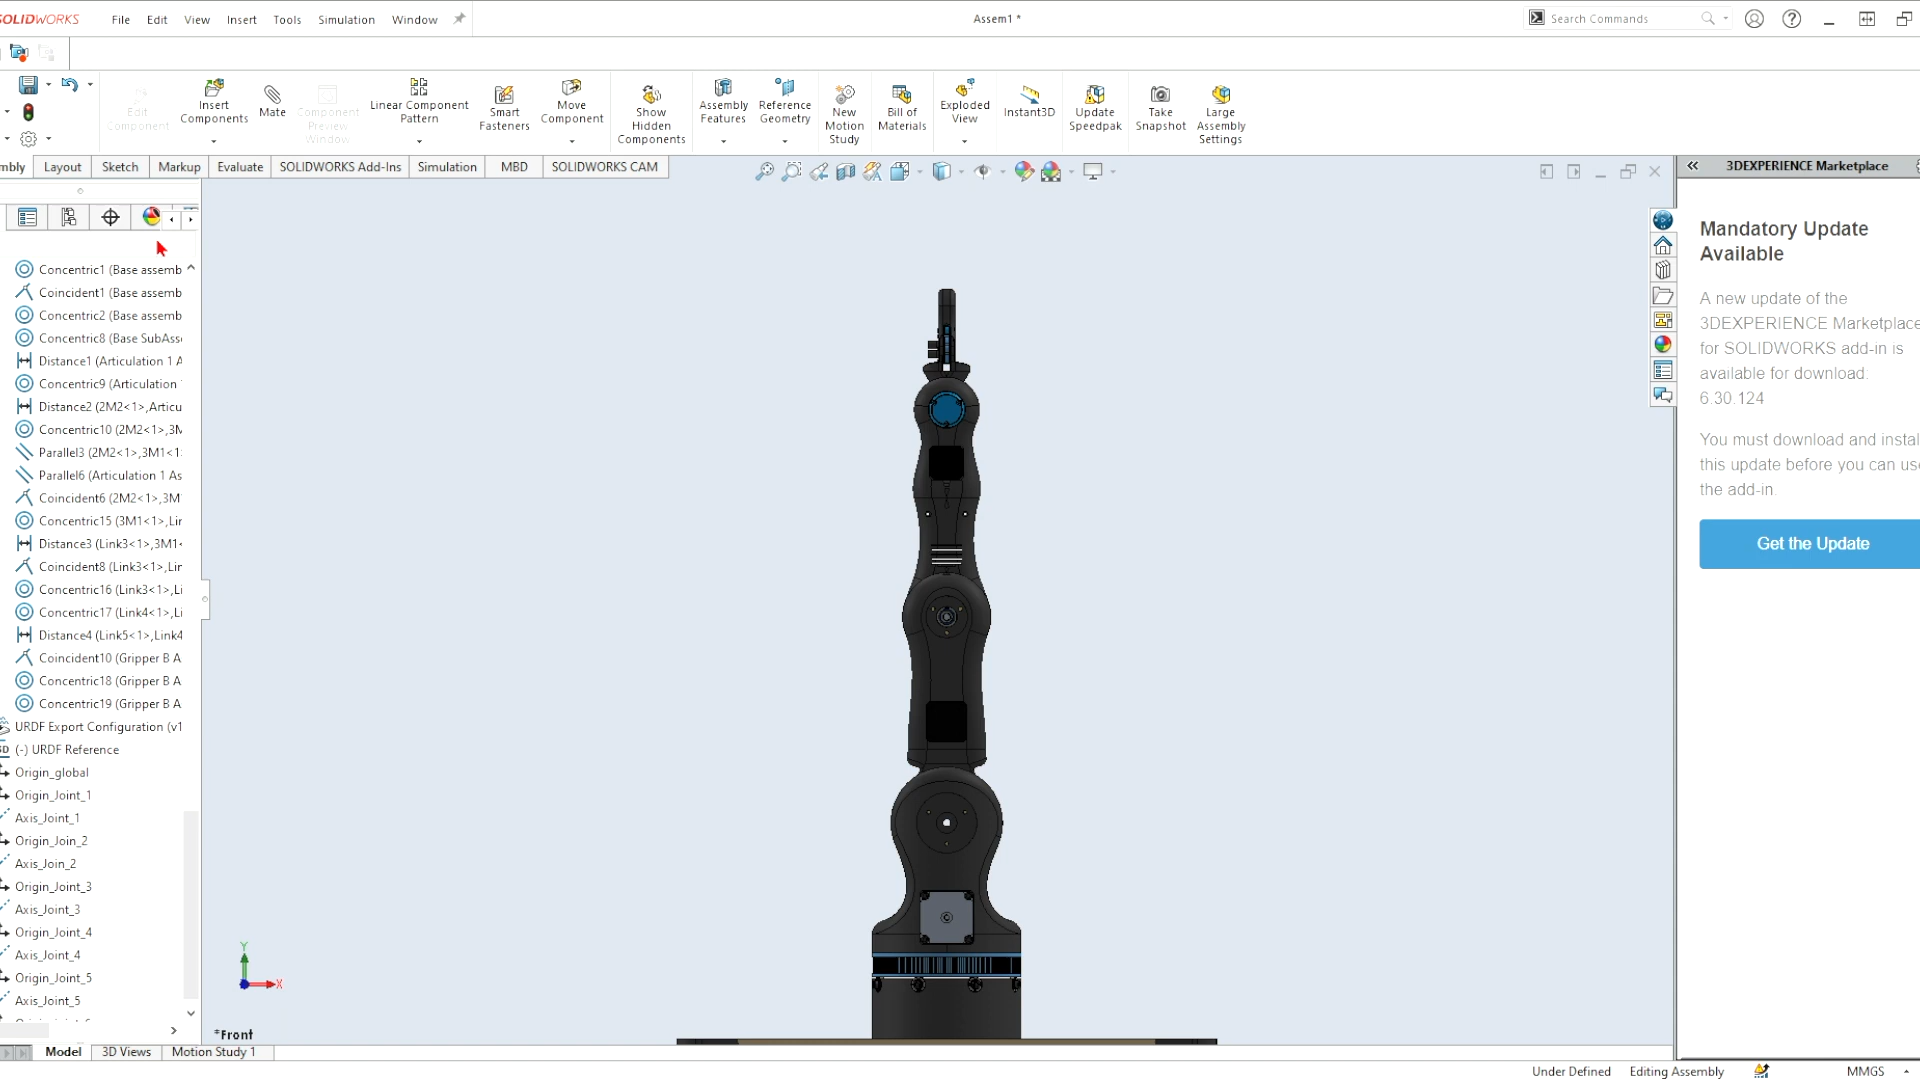 SOLIDWORKS File Edit View Insert Tools Simulation Window Assem1 * Search Commands
Edit Component
Insert Components
Mate
Component Preview Window
Linear Component Pattern
Smart Fasteners
Move Component
Show Hidden Components
Assembly Features
Reference Geometry
New Motion Study
Bill of Materials
Exploded View
Instant3D
Update Speedpak
Take Snapshot
Large Assembly Settings
mbly Layout Sketch Markup Evaluate SOLIDWORKS Add-Ins Simulation MBD SOLIDWORKS CAM
3DEXPERIENCE Marketplace
Concentric1 (Base assemb
Coincident1 (Base assemb
Concentric2 (Base assemb
Concentric8 (Base SubAss
Distance1 (Articulation 1 A
Concentric9 (Articulation
Distance2 (2M2<1>,Articu
Concentric10 (2M2<1>,3M
Parallel3 (2M2<1>,3M1<1
Parallel6 (Articulation 1 As
Coincident6 (2M2<1>,3M
Concentric15 (3M1<1>,Lin
Distance3 (Link3<1>,3M1<
Coincident8 (Link3<1>,Lin
Concentric16 (Link3<1>,Li
Concentric17 (Link4<1>,Li
Distance4 (Link5<1>,Link4
Coincident10 (Gripper B A
Concentric18 (Gripper B A
Concentric19 (Gripper B A
URDF Export Configuration (v1
3D (-) URDF Reference
Origin_global
Origin_Joint_1
Axis_Joint_1
Origin_Join_2
Axis_Join_2
Origin_Joint_3
Axis_Joint_3
Origin_Joint_4
Axis_Joint_4
Origin_Joint_5
Axis_Joint_5
Y
X
*Front
Mandatory Update
Available
A new update of the
3DEXPERIENCE Marketplace
for SOLIDWORKS add-in is
available for download:
6.30.124
You must download and instal
this update before you can us
the add-in.
Get the Update
Model 3D Views Motion Study 1
Under Defined Editing Assembly MMGS